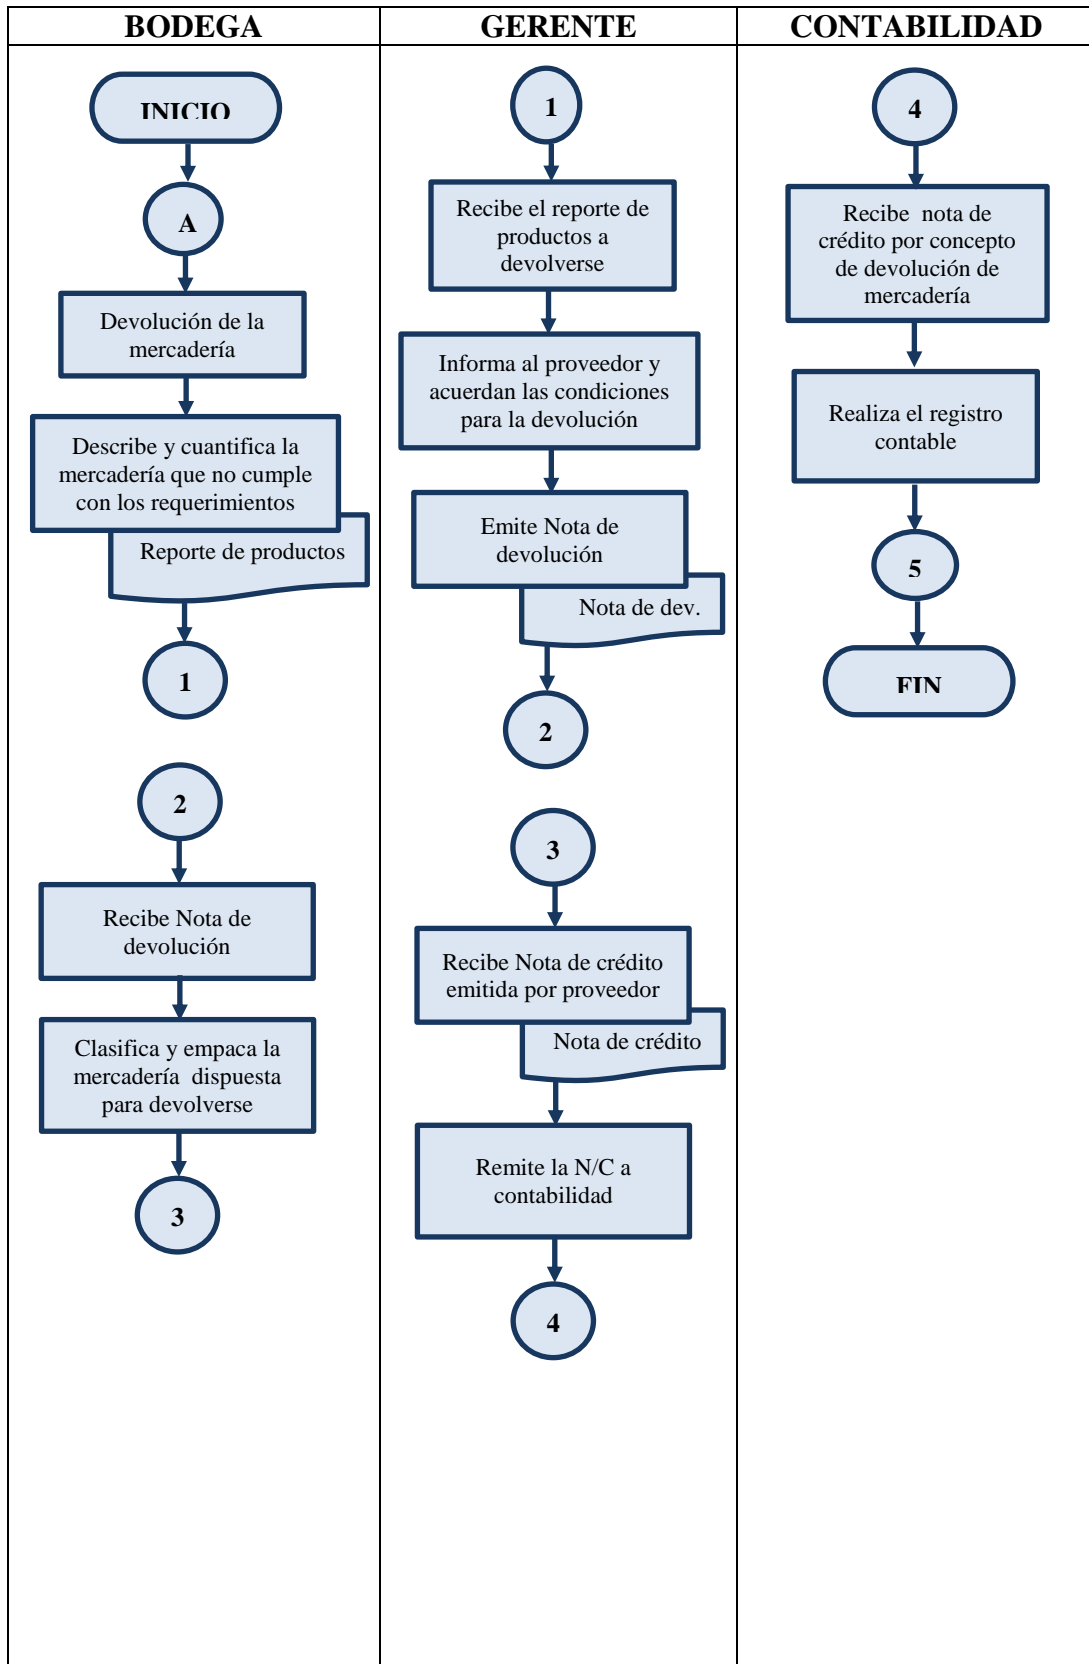 BODEGA
INICIO
A
Devolución de la
mercadería
Describe y cuantifica la
mercadería que no cumple
con los requerimientos
Reporte de productos
1
2
Recibe Nota de
devolución
Clasifica y empaca la
mercadería dispuesta
para devolverse
3
GERENTE
1
Recibe el reporte de
productos a
devolverse
Informa al proveedor y
acuerdan las condiciones
para la devolución
Emite Nota de
devolución
Nota de dev.
2
3
Recibe Nota de crédito
emitida por proveedor
Nota de crédito
Remite la N/C a
contabilidad
4
CONTABILIDAD
4
Recibe nota de
crédito por concepto
de devolución de
mercadería
Realiza el registro
contable
5
FIN